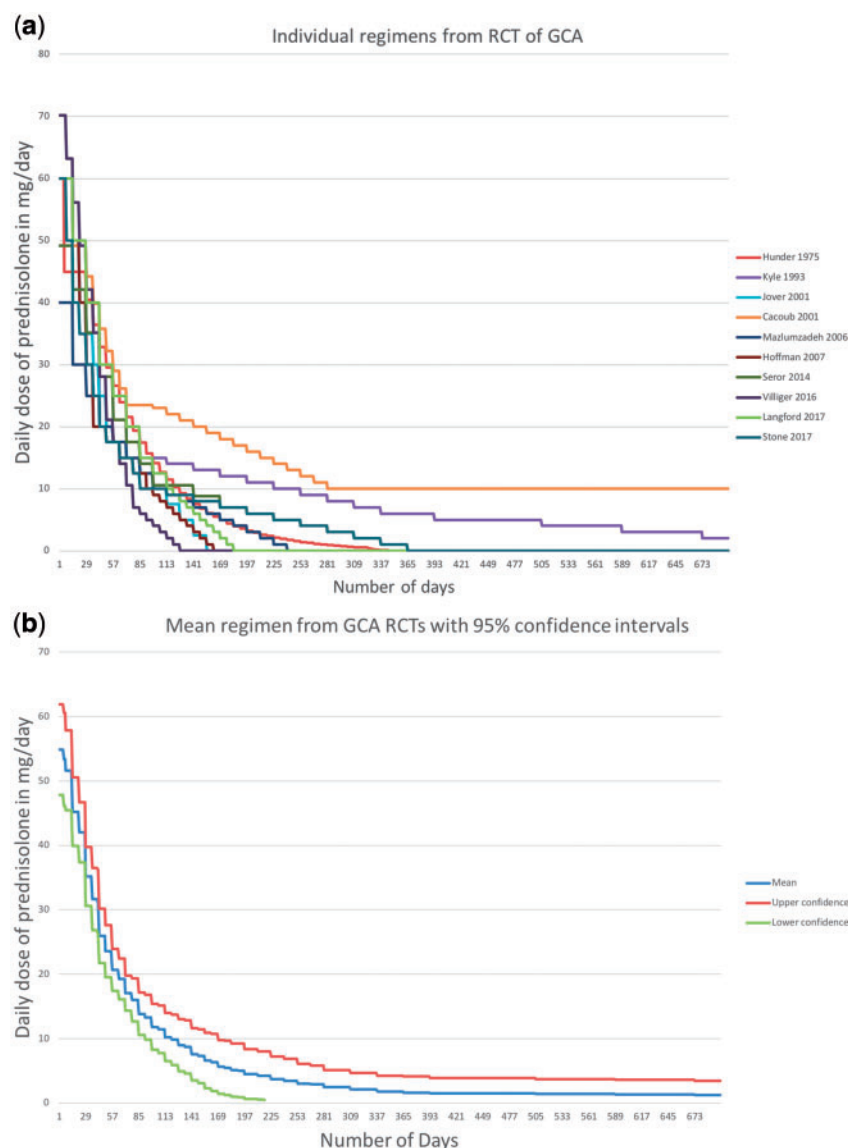 (a)
Individual regimens from RCT of GCA
Daily dose of prednisolone in mg/day
80
70
60
50
40
30
20
10
0
1 29 57 85 113 141 169 197 225 253 281 309 337 365 393 421 449 477 505 533 561 589 617 645 673
Number of days
Hunder 1975
Kyle 1993
Jover 2001
Cacoub 2001
Mazlumzadeh 2006
Hoffman 2007
Seror 2014
Villiger 2016
Langford 2017
Stone 2017
(b)
Mean regimen from GCA RCTs with 95% confidence intervals
Daily dose of prednisolone in mg/day
70
60
50
40
30
20
10
0
1 29 57 85 113 141 169 197 225 253 281 309 337 365 393 421 449 477 505 533 561 589 617 645 673
Number of Days
Mean
Upper confidence
Lower confidence